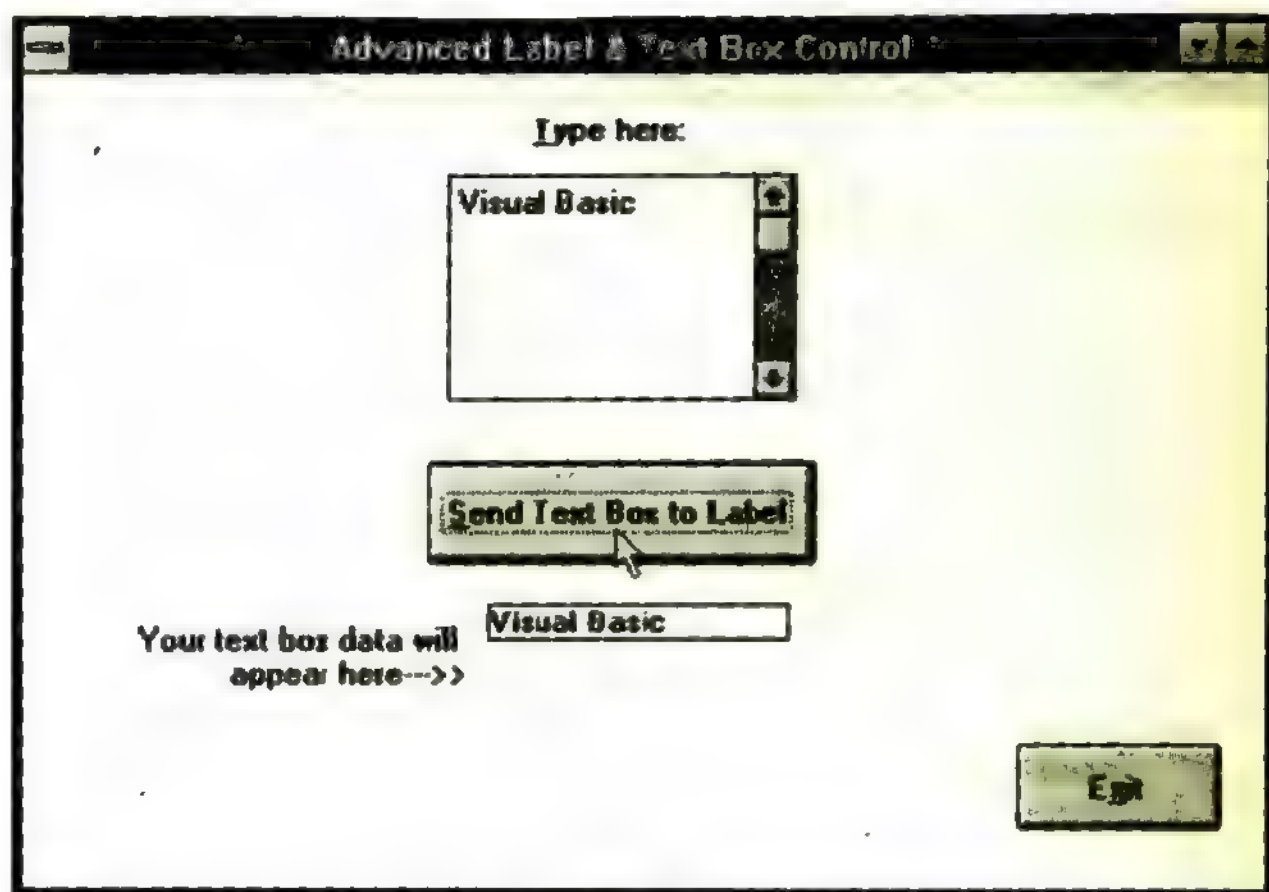 Advanced Label & Text Box Control
Type here:
Visual Basic
Send Text Box to Label
Your text box data will
appear here--->>
Visual Basic
Exit